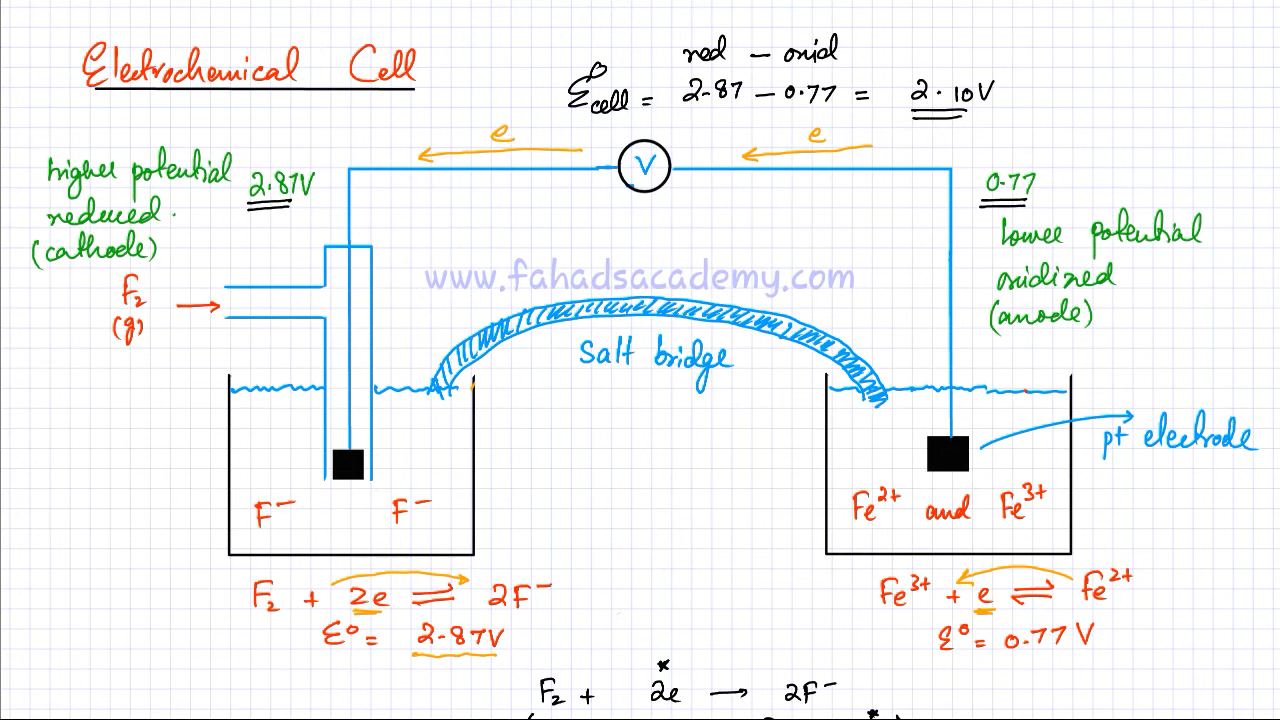 Electrochemical Cell
red – oxid
E°cell = 2.87 – 0.77 = 2.10V
e
e
V
higher potential
reduced.
(cathode)
2.87V
0.77
lower potential
oxidized
(anode)
www.fahadsacademy.com
F₂
(g)
Salt bridge
pt electrode
F⁻ F⁻
Fe²⁺ and Fe³⁺
F₂ + 2e ⇌ 2F⁻
E° = 2.87V
Fe³⁺ + e ⇌ Fe²⁺
E° = 0.77 V
F₂ + 2e → 2F⁻